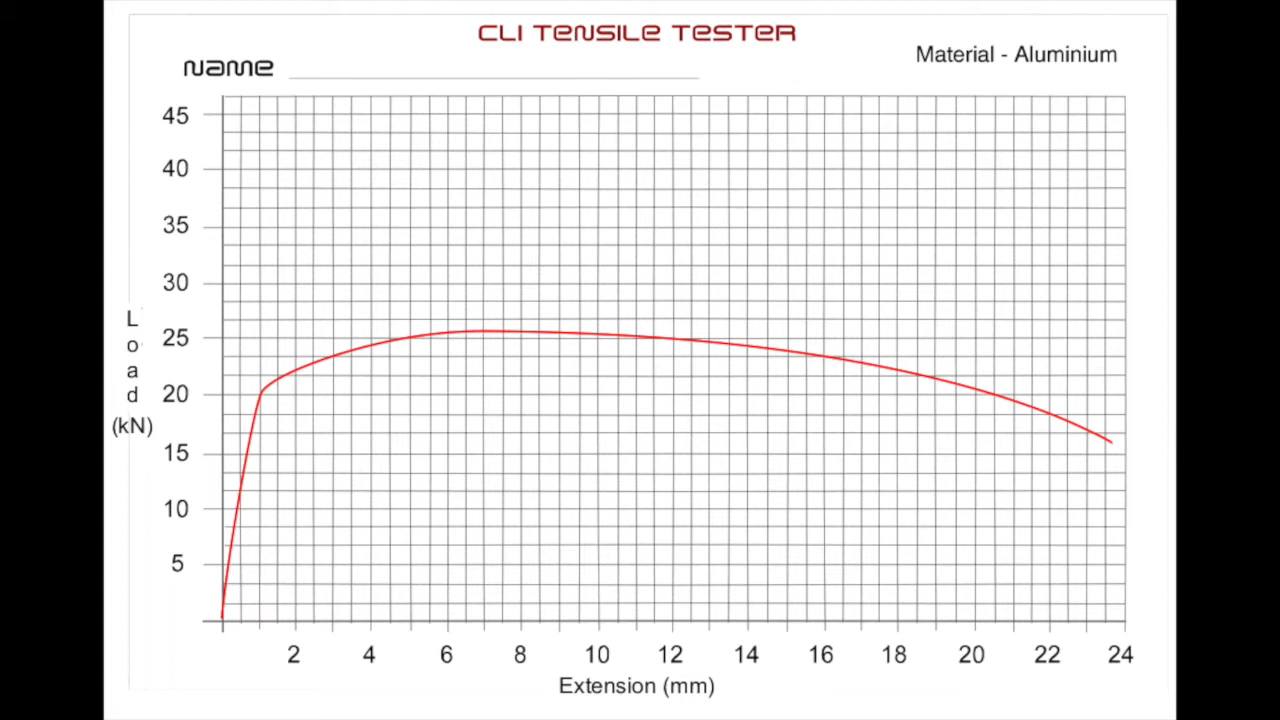 CLI TENSILE TESTER
Material - Aluminium
NAME
45
40
35
30
25
20
15
10
5
Load
(kN)
2 4 6 8 10 12 14 16 18 20 22 24
Extension (mm)